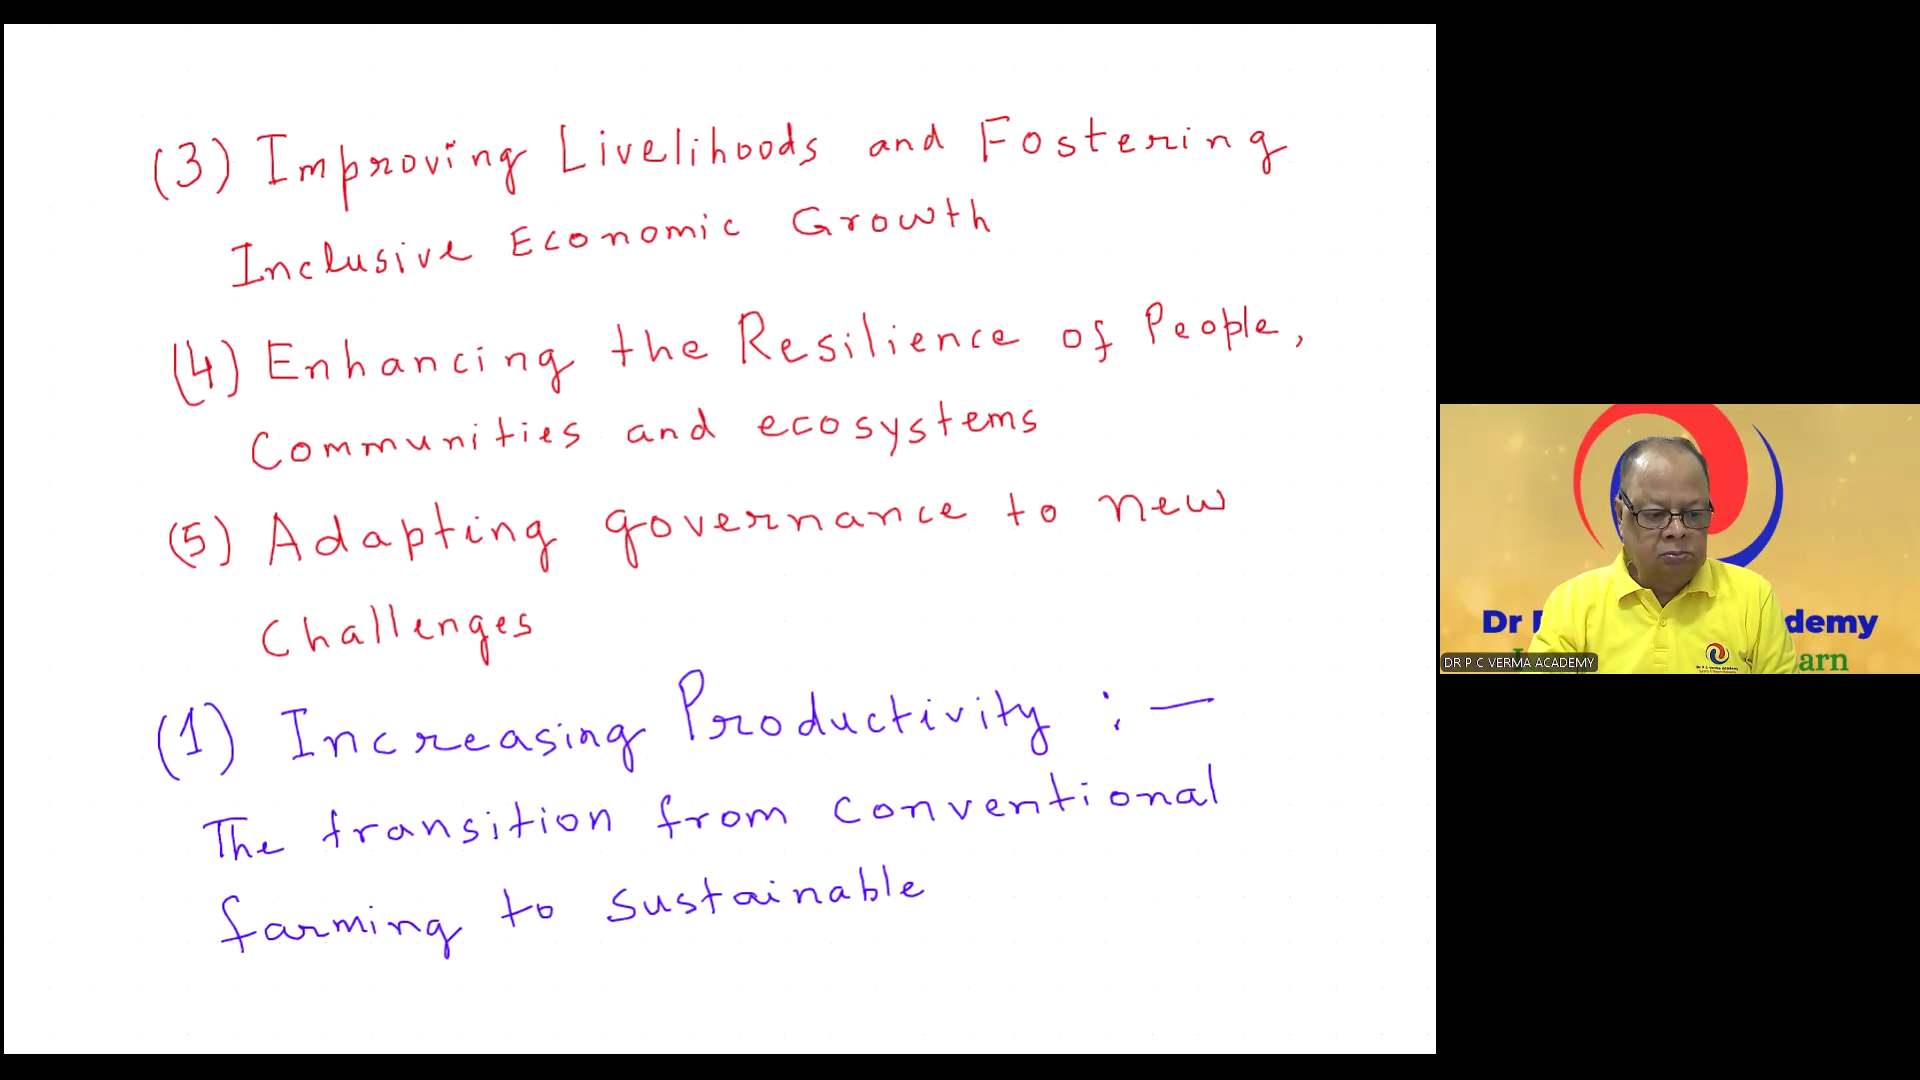 (3) Improving Livelihoods and Fostering
Inclusive Economic Growth
(4) Enhancing the Resilience of People,
Communities and ecosystems
(5) Adapting governance to new
Challenges
(1) Increasing Productivity : —
The transition from conventional
farming to sustainable
Dr demy
arn
DR P C VERMA ACADEMY